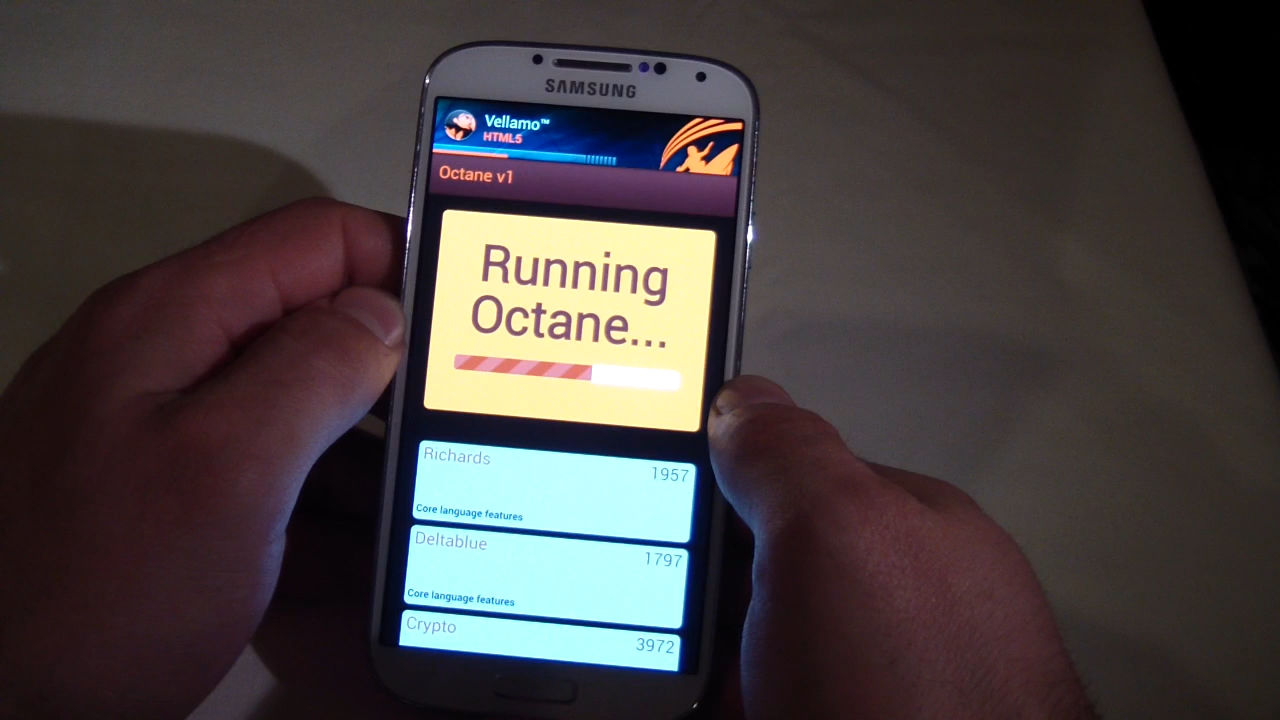 SAMSUNG
Vellamo™
HTML5
Octane v1
Running
Octane...
Richards
1957
Core language features
Deltablue
1797
Core language features
Crypto
3972